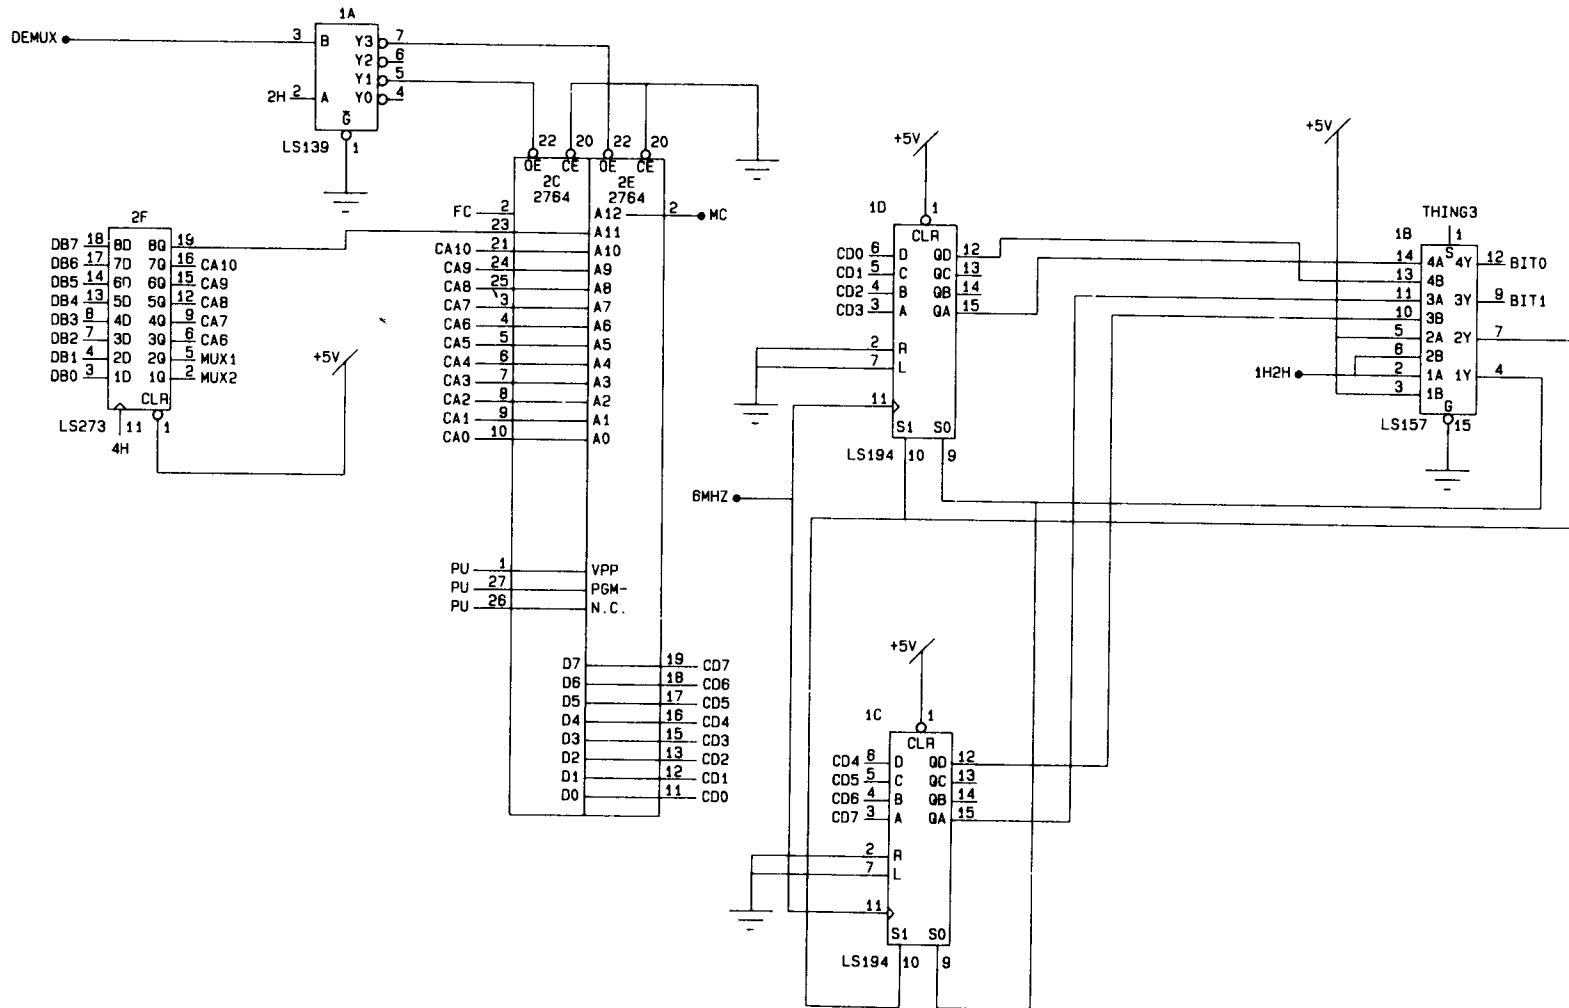 1A
DEMUX 3 B Y3 7
Y2 6
Y1 5
2H 2 A Y0 4
G
LS139 1
22 20 22 20
OE CE OE CE
2C 2E
2764 2764
FC 2 A12 2 MC
23 A11
CA10 21 A10
CA9 24 A9
CA8 25 A8
CA7 3 A7
CA6 4 A6
CA5 5 A5
CA4 6 A4
CA3 7 A3
CA2 8 A2
CA1 9 A1
CA0 10 A0
PU 1 VPP
PU 27 PGM-
PU 26 N.C.
D7 19 CD7
D6 18 CD6
D5 17 CD5
D4 16 CD4
D3 15 CD3
D2 13 CD2
D1 12 CD1
D0 11 CD0
2F
DB7 18 8D 8Q 19
DB6 17 7D 7Q 16 CA10
DB5 14 6D 6Q 15 CA9
DB4 13 5D 5Q 12 CA8
DB3 8 4D 4Q 9 CA7
DB2 7 3D 3Q 6 CA6
DB1 4 2D 2Q 5 MUX1
DB0 3 1D 1Q 2 MUX2
CLR
LS273 11 1
4H
+5V
+5V
1D 1
CLR
CD0 6 D QD 12
CD1 5 C QC 13
CD2 4 B QB 14
CD3 3 A QA 15
2 R
7 L
11
S1 S0
LS194 10 9
6MHZ
+5V
1C 1
CLR
CD4 6 D QD 12
CD5 5 C QC 13
CD6 4 B QB 14
CD7 3 A QA 15
2 R
7 L
11
S1 S0
LS194 10 9
+5V
THING3
1B 1
S
14 4A 4Y 12 BIT0
13 4B
11 3A 3Y 9 BIT1
10 3B
5 2A 2Y 7
6 2B
1H2H 2 1A 1Y 4
3 1B
G
LS157 15